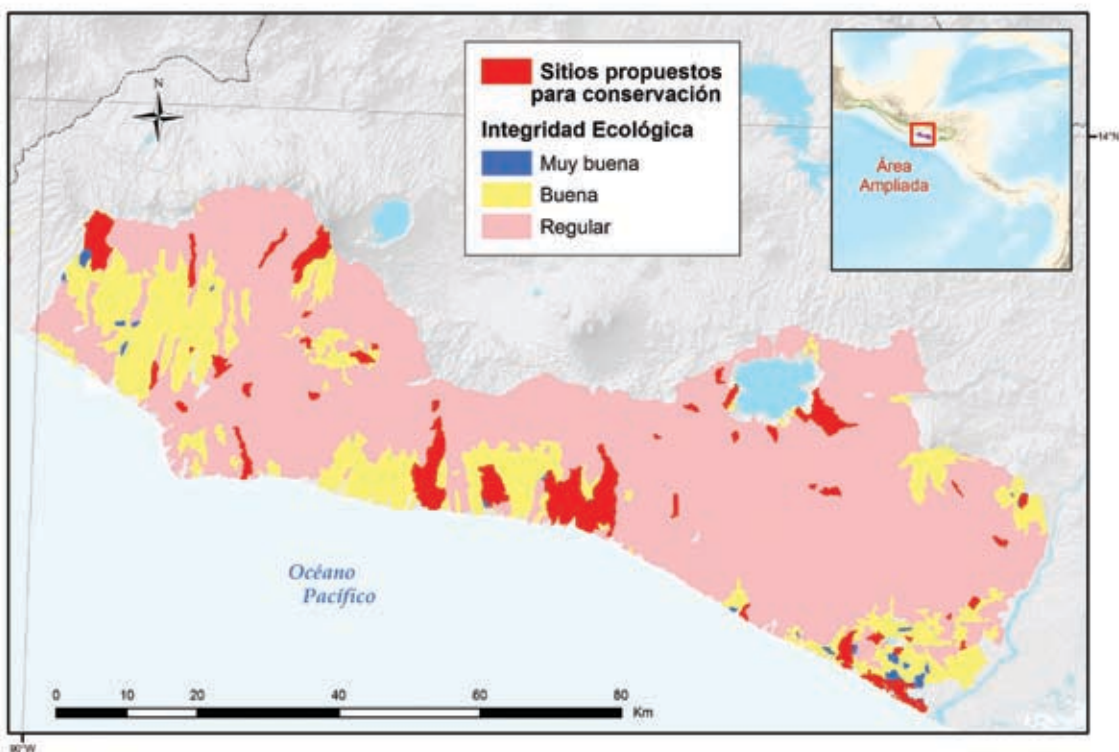 Sitios propuestos
para conservación
Integridad Ecológica
Muy buena
Buena
Regular
N
14°N
Área
Ampliada
Océano
Pacífico
0 10 20 40 60 80
Km
90°W